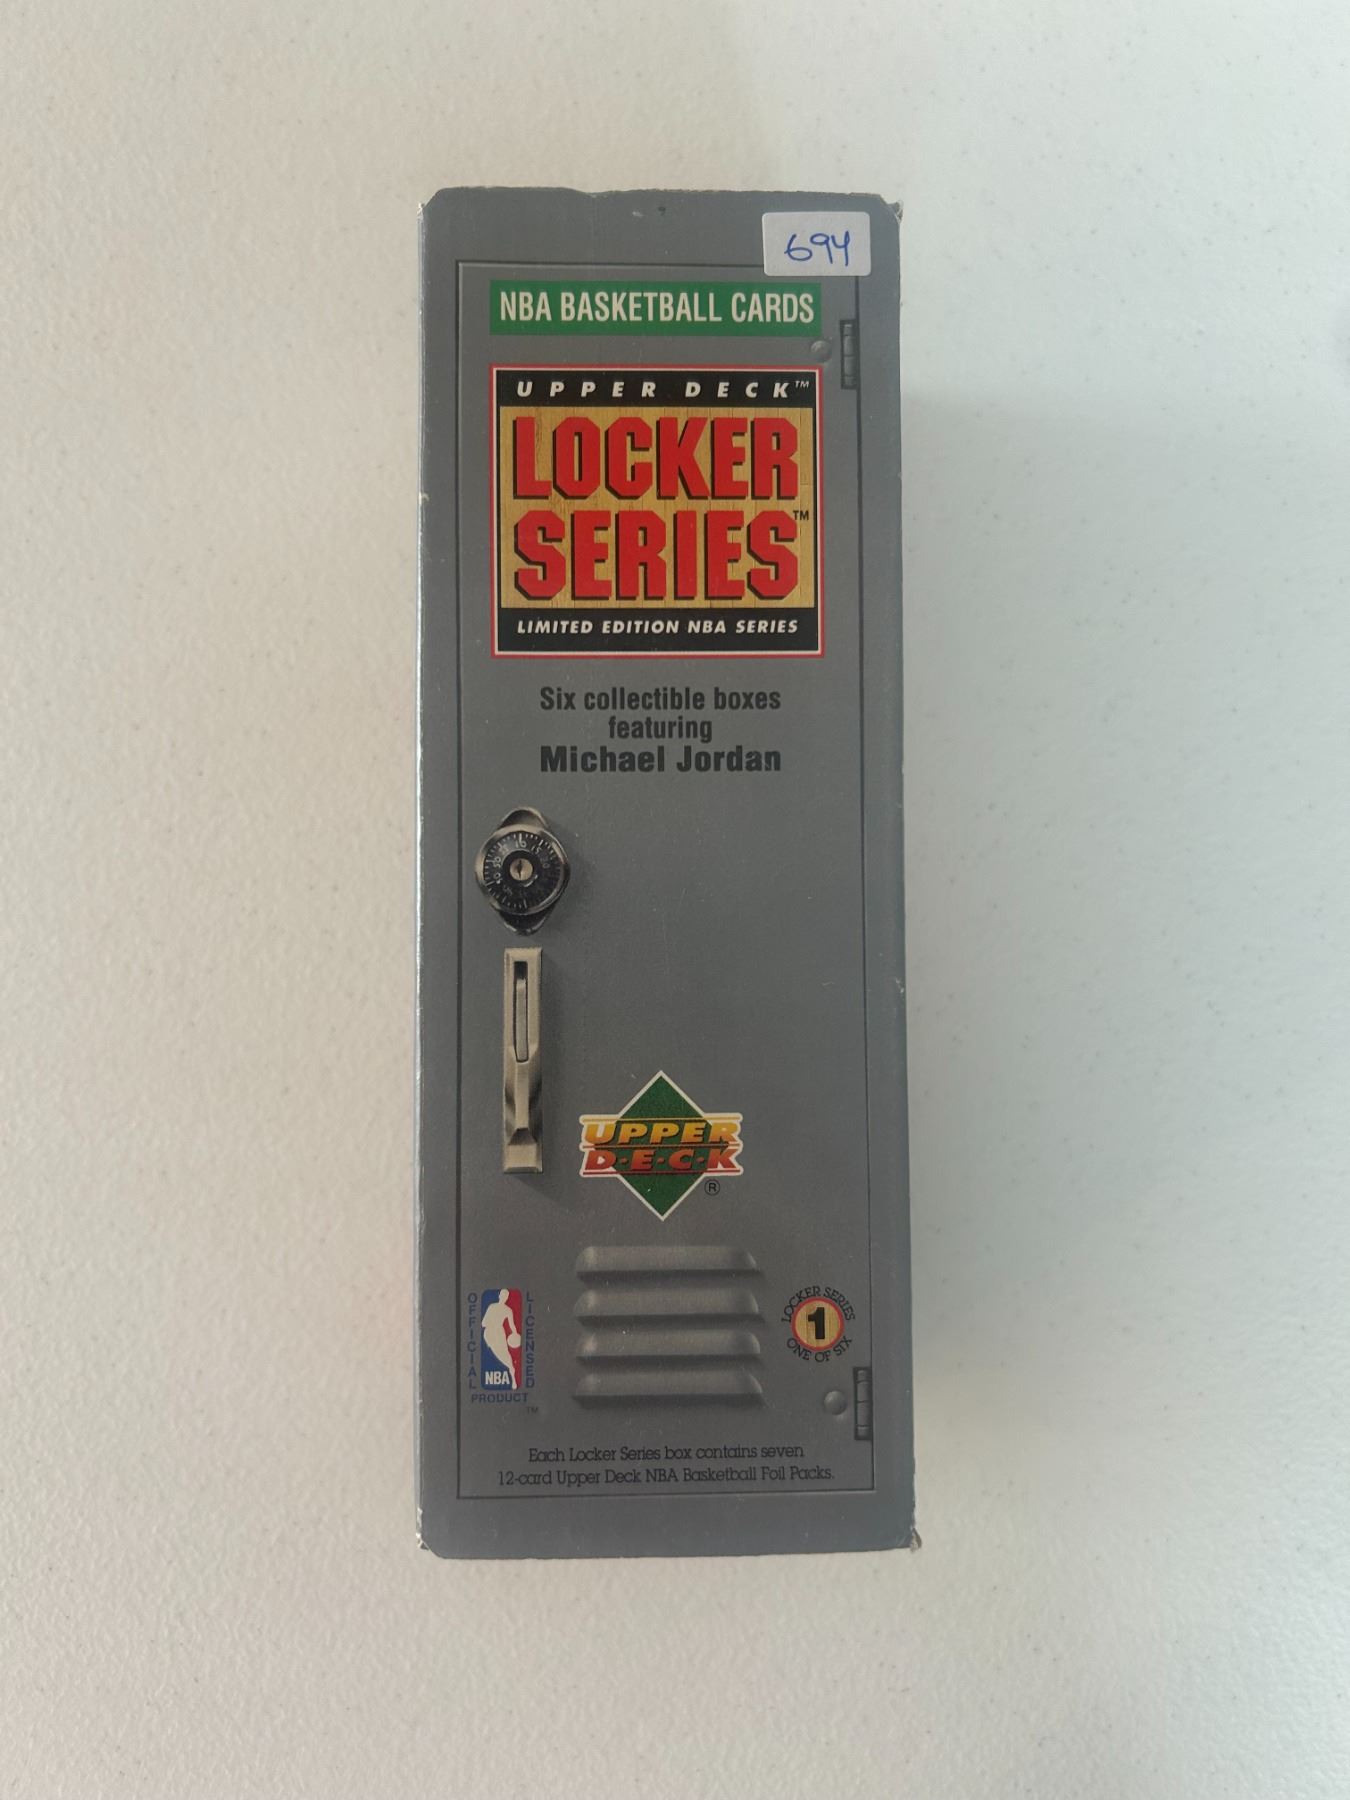 694
NBA BASKETBALL CARDS
UPPER DECK™
LOCKER
SERIES™
LIMITED EDITION NBA SERIES
Six collectible boxes
featuring
Michael Jordan
UPPER
D·E·C·K
®
OFFICIAL
LICENSED
NBA
PRODUCT
TM
LOCKER SERIES
1
ONE OF SIX
Each Locker Series box contains seven
12-card Upper Deck NBA Basketball Foil Packs.